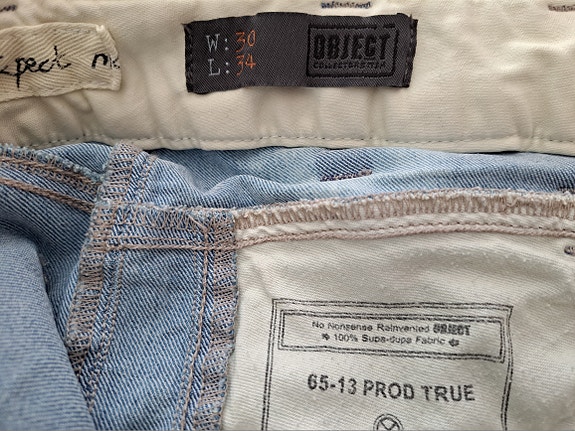 W: 30
L: 34
OBJECT
COLLECTORS ITEM
No Nonsense Reinvented OBJECT
100% Supa-dupa Fabric
65-13 PROD TRUE